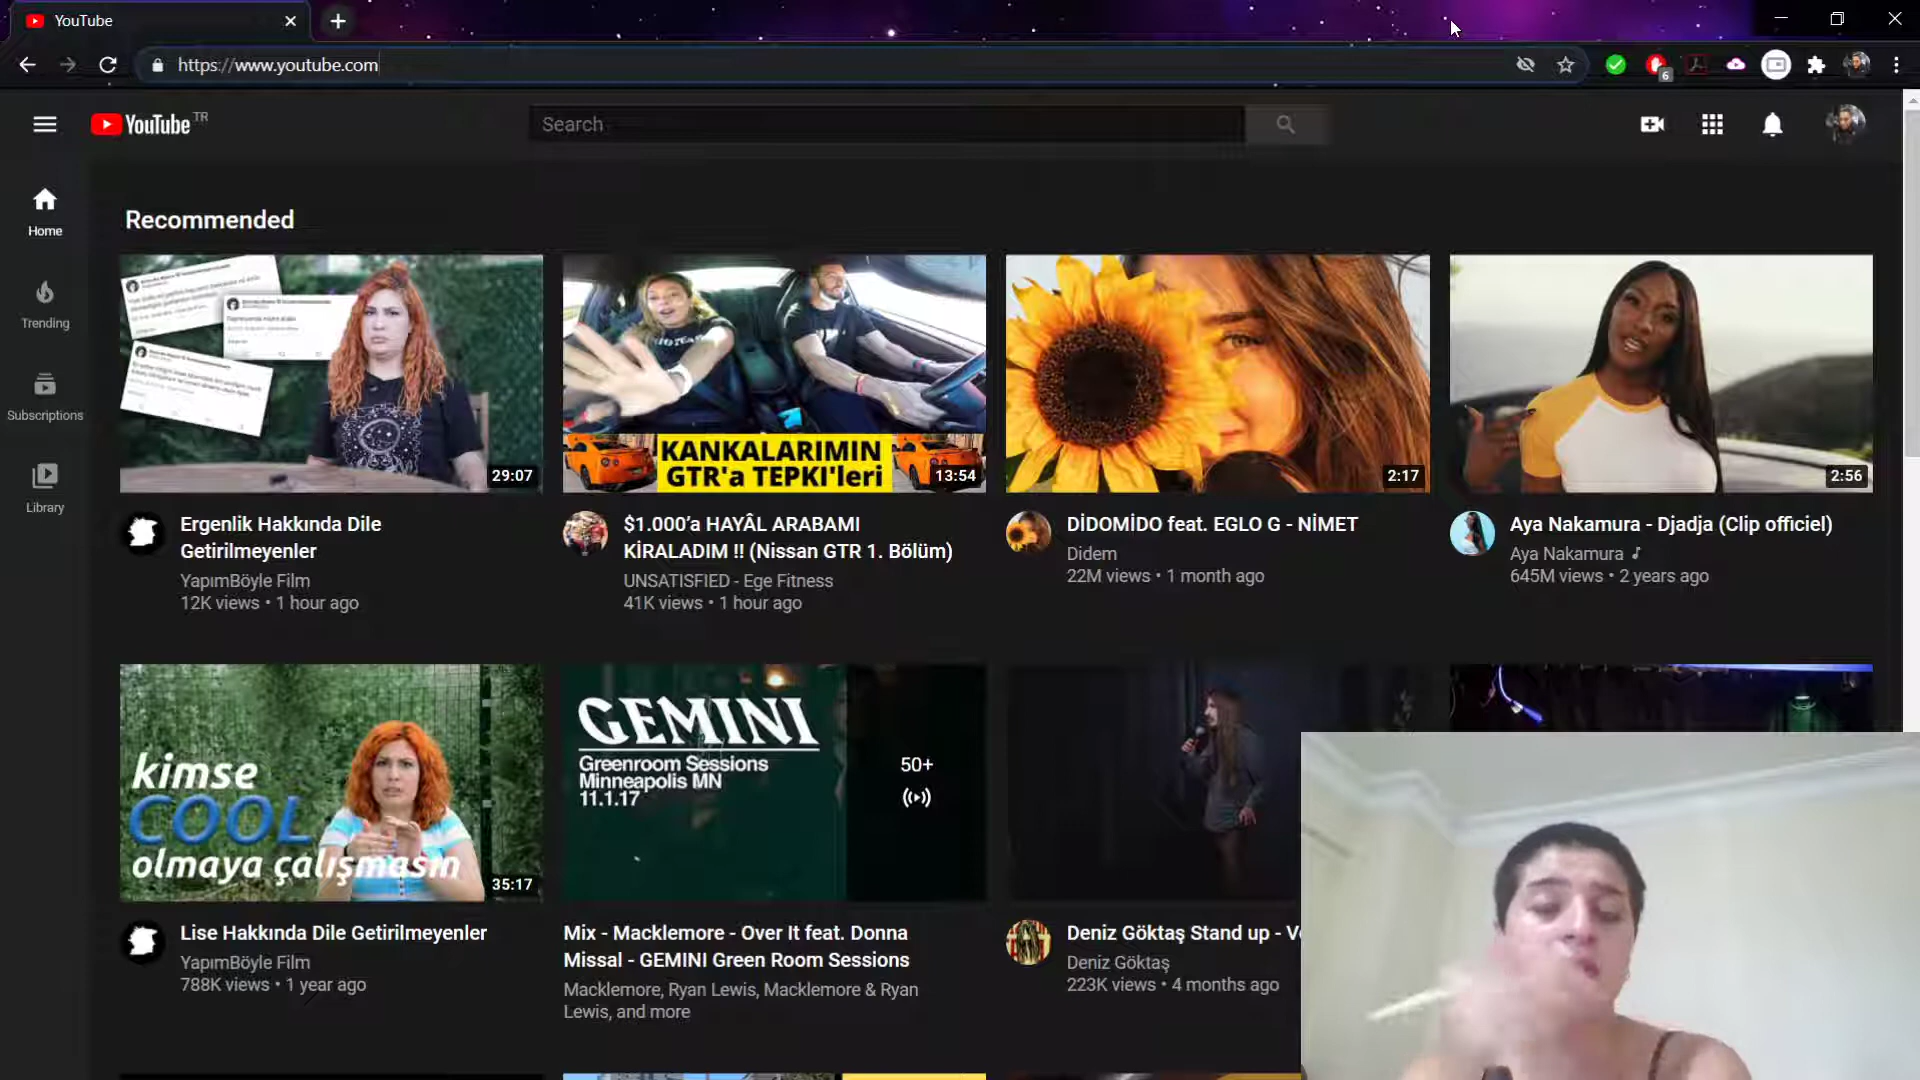 YouTube
https://www.youtube.com
6
YouTube TR
Search
Home
Trending
Subscriptions
Library
Recommended
29:07
KANKALARIMIN
GTR'a TEPKI'leri
13:54
2:17
2:56
Ergenlik Hakkında Dile
Getirilmeyenler
YapımBöyle Film
12K views • 1 hour ago
$1.000’a HAYÂL ARABAMI
KİRALADIM !! (Nissan GTR 1. Bölüm)
UNSATISFIED - Ege Fitness
41K views • 1 hour ago
DİDOMİDO feat. EGLO G - NİMET
Didem
22M views • 1 month ago
Aya Nakamura - Djadja (Clip officiel)
Aya Nakamura
645M views • 2 years ago
kimse
COOL
olmaya çalışmasın
35:17
GEMINI
Greenroom Sessions
Minneapolis MN
11.1.17
50+
Lise Hakkında Dile Getirilmeyenler
YapımBöyle Film
788K views • 1 year ago
Mix - Macklemore - Over It feat. Donna
Missal - GEMINI Green Room Sessions
Macklemore, Ryan Lewis, Macklemore & Ryan
Lewis, and more
Deniz Göktaş Stand up -
Deniz Göktaş
223K views • 4 months ago